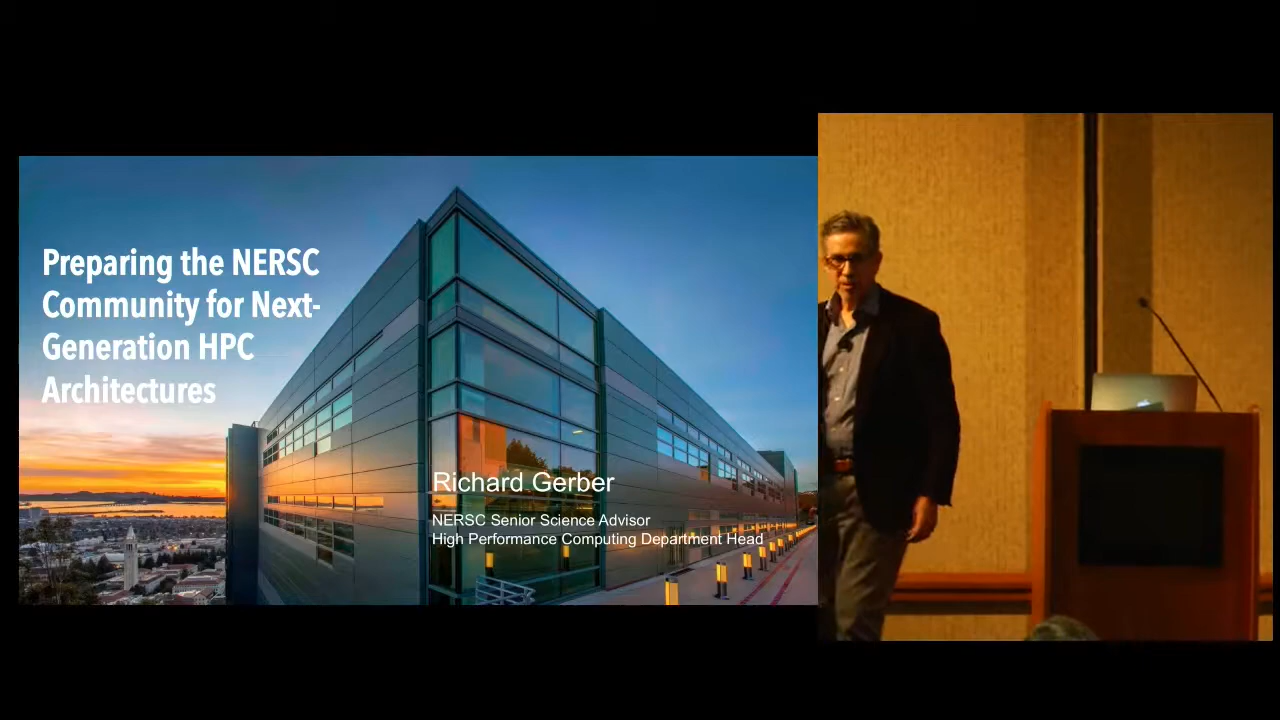 Preparing the NERSC
Community for Next-
Generation HPC
Architectures
Richard Gerber
NERSC Senior Science Advisor
High Performance Computing Department Head